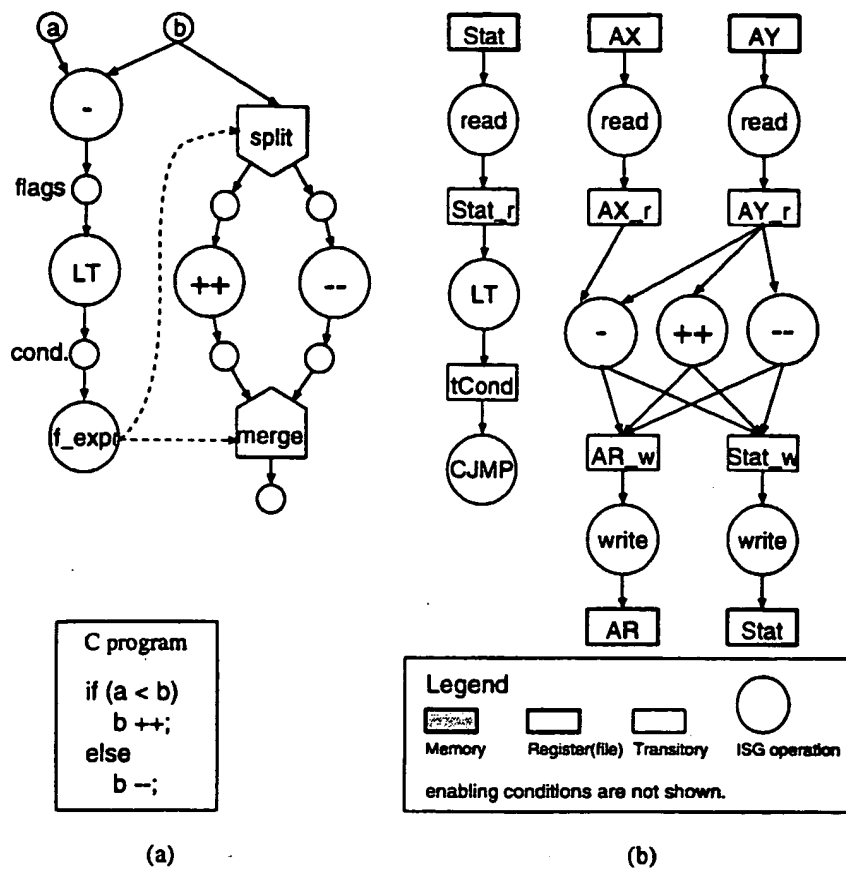 a
b
-
split
flags
LT
++
--
cond.
f_expr
merge
C program
if (a < b)
b ++;
else
b --;
(a)
Stat
AX
AY
read
read
read
Stat_r
AX_r
AY_r
LT
-
++
--
tCond
AR_w
Stat_w
CJMP
write
write
AR
Stat
Legend
Memory
Register(file)
Transitory
ISG operation
enabling conditions are not shown.
(b)